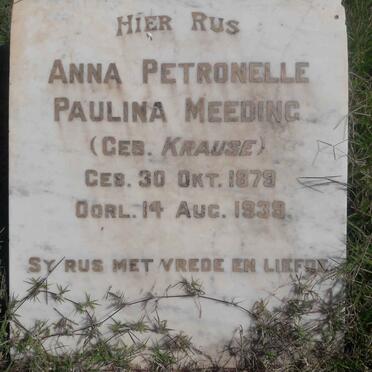 HIER RUS
ANNA PETRONELLE
PAULINA MEEDING
(GEB. KRAUSE)
GEB. 30 OKT. 1879
OORL. 14 AUG. 1939.
SY RUS MET VREDE EN LIEFDE